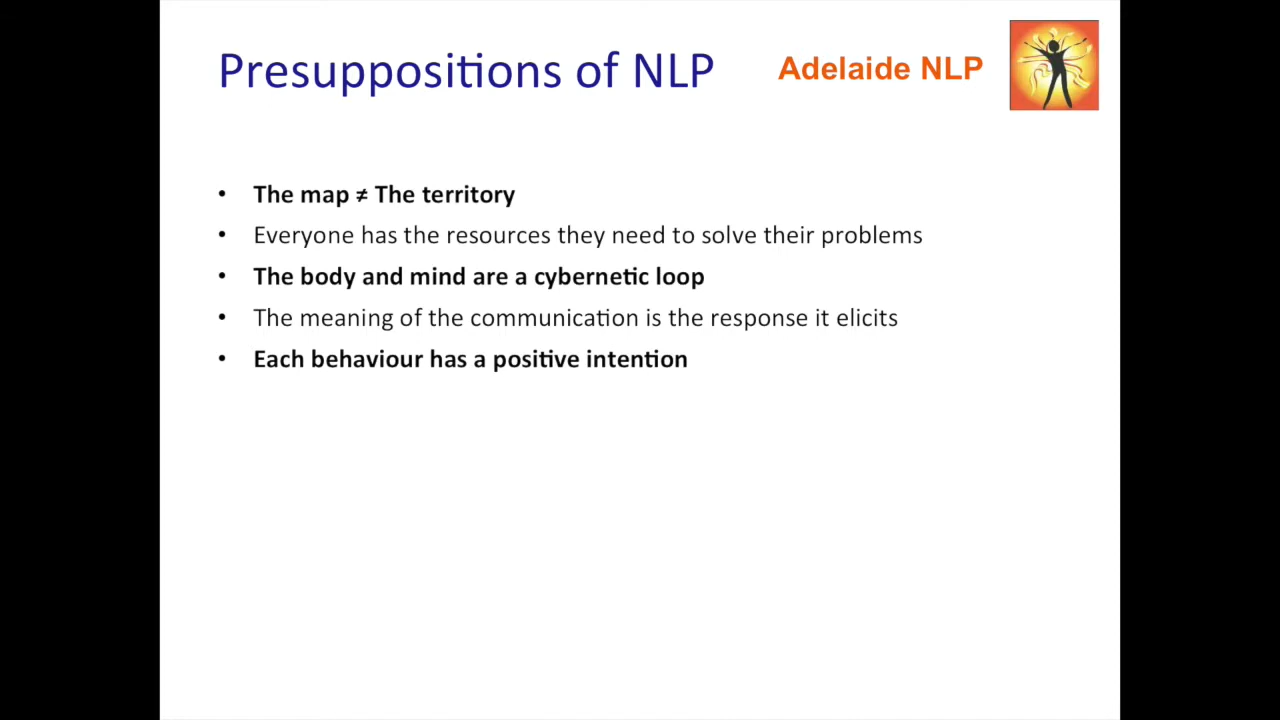 Presuppositions of NLP
Adelaide NLP
• The map ≠ The territory
• Everyone has the resources they need to solve their problems
• The body and mind are a cybernetic loop
• The meaning of the communication is the response it elicits
• Each behaviour has a positive intention